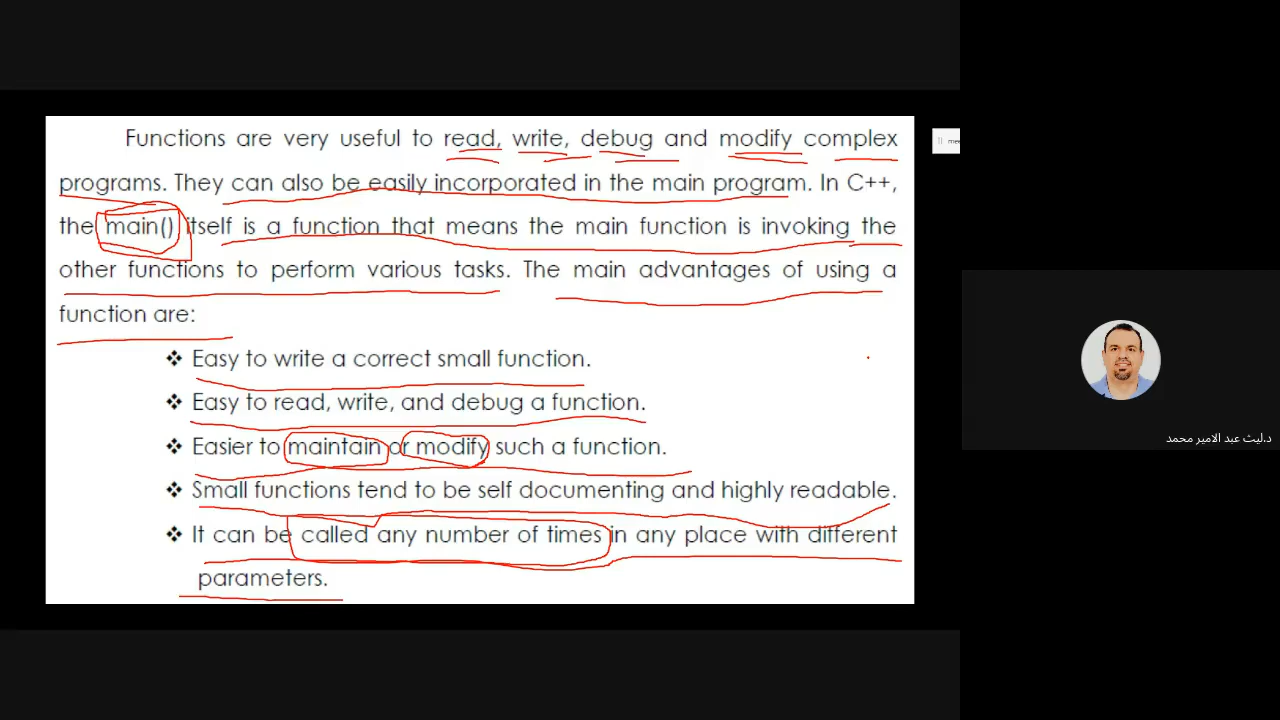 Functions are very useful to read, write, debug and modify complex
programs. They can also be easily incorporated in the main program. In C++,
the main() itself is a function that means the main function is invoking the
other functions to perform various tasks. The main advantages of using a
function are:
❖ Easy to write a correct small function.
❖ Easy to read, write, and debug a function.
❖ Easier to maintain or modify such a function.
❖ Small functions tend to be self documenting and highly readable.
❖ It can be called any number of times in any place with different
parameters.
د.ليث عبد الامير محمد